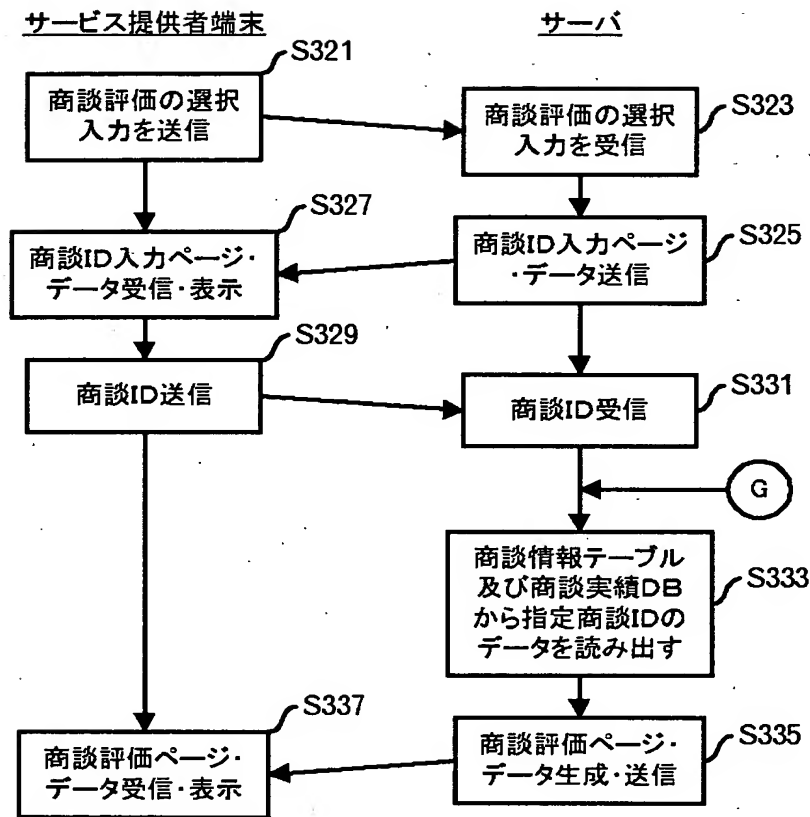 サービス提供者端末
サーバ
S321
商談評価の選択
入力を送信
S323
商談評価の選択
入力を受信
S327
商談ID入力ページ・
データ受信・表示
S325
商談ID入力ページ
・データ送信
S329
商談ID送信
S331
商談ID受信
G
商談情報テーブル
及び商談実績DB
から指定商談IDの
データを読み出す
S333
S337
商談評価ページ・
データ受信・表示
S335
商談評価ページ・
データ生成・送信